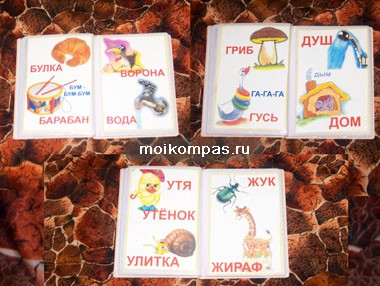 БУЛКА
БУМ-
БУМ-БУМ
БАРАБАН
ВОРОНА
ВОДА
ГРИБ
ГА-ГА-ГА
ГУСЬ
ДУШ
ДЫМ
ДОМ
moikompas.ru
УТЯ
УТЁНОК
УЛИТКА
ЖУК
ЖИРАФ